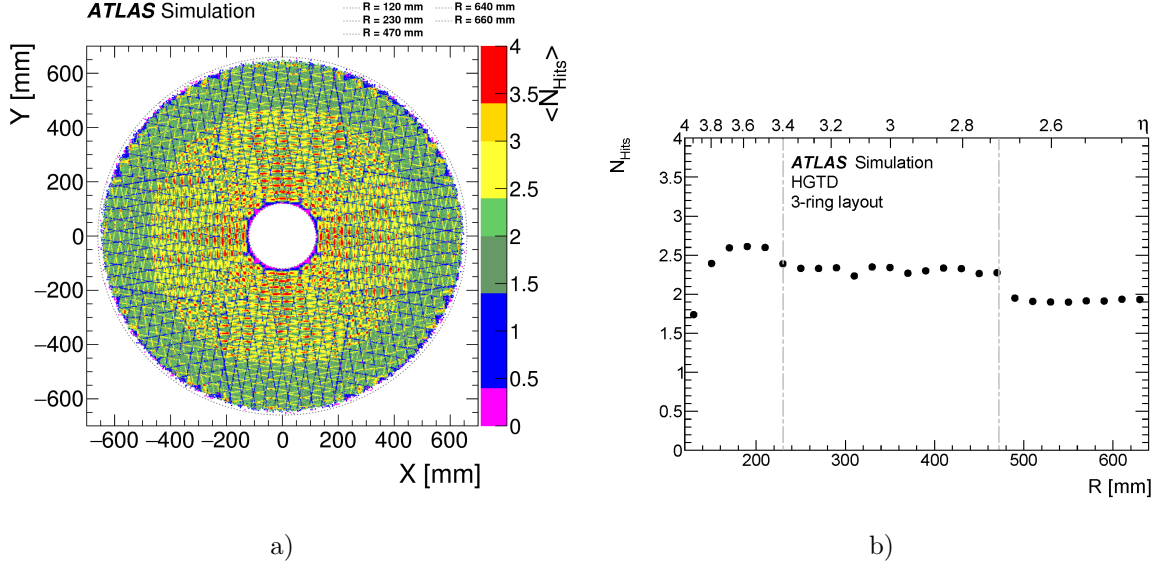 ATLAS Simulation
R = 120 mm R = 640 mm
R = 230 mm R = 660 mm
R = 470 mm
Y [mm]
600
400
200
0
−200
−400
−600
−600 −400 −200 0 200 400 600
X [mm]
4
3.5
3
2.5
2
1.5
1
0.5
0
<N_Hits>
a)
4 3.8 3.6 3.4 3.2 3 2.8 2.6 η
N_Hits
4
3.5
3
2.5
2
1.5
1
0.5
0
ATLAS Simulation
HGTD
3-ring layout
200 300 400 500 600
R [mm]
b)